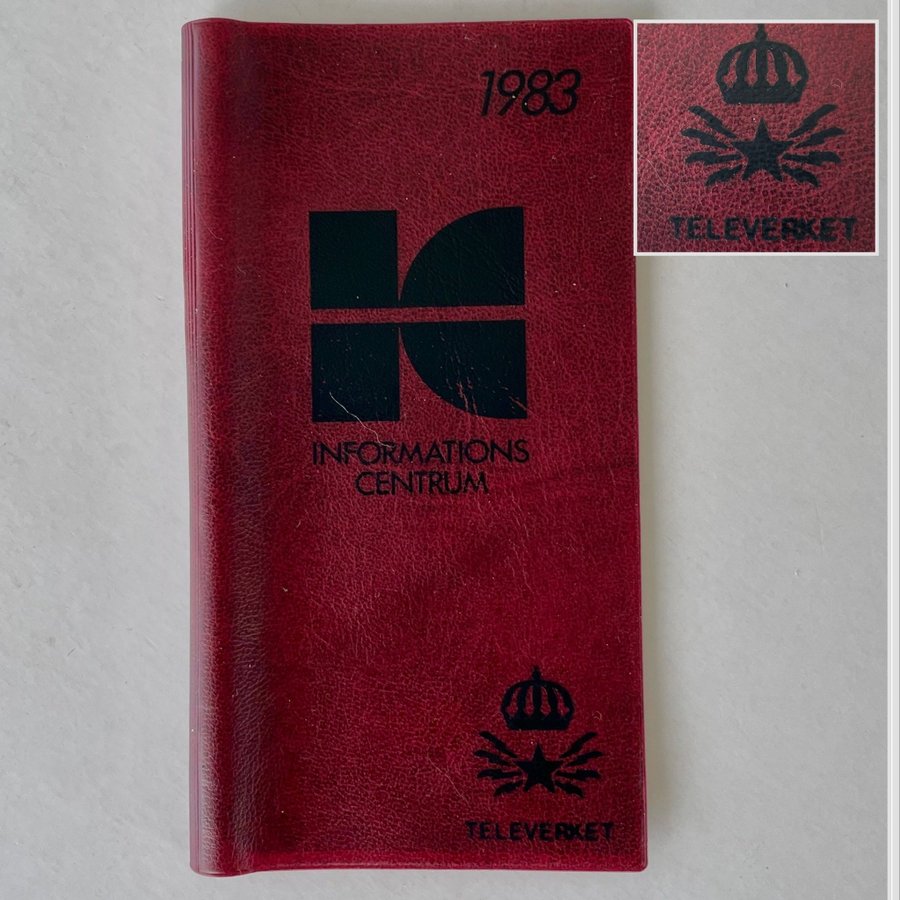 1983
INFORMATIONS
CENTRUM
TELEVERKET
TELEVERKET